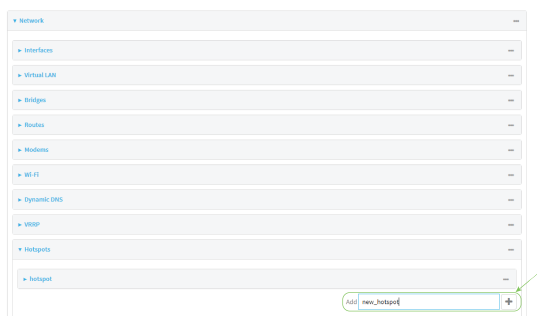 Network
Interfaces
Virtual LAN
Bridges
Routes
Modems
Wi-Fi
Dynamic DNS
VRRP
Hotspots
hotspot
Add new_hotspot